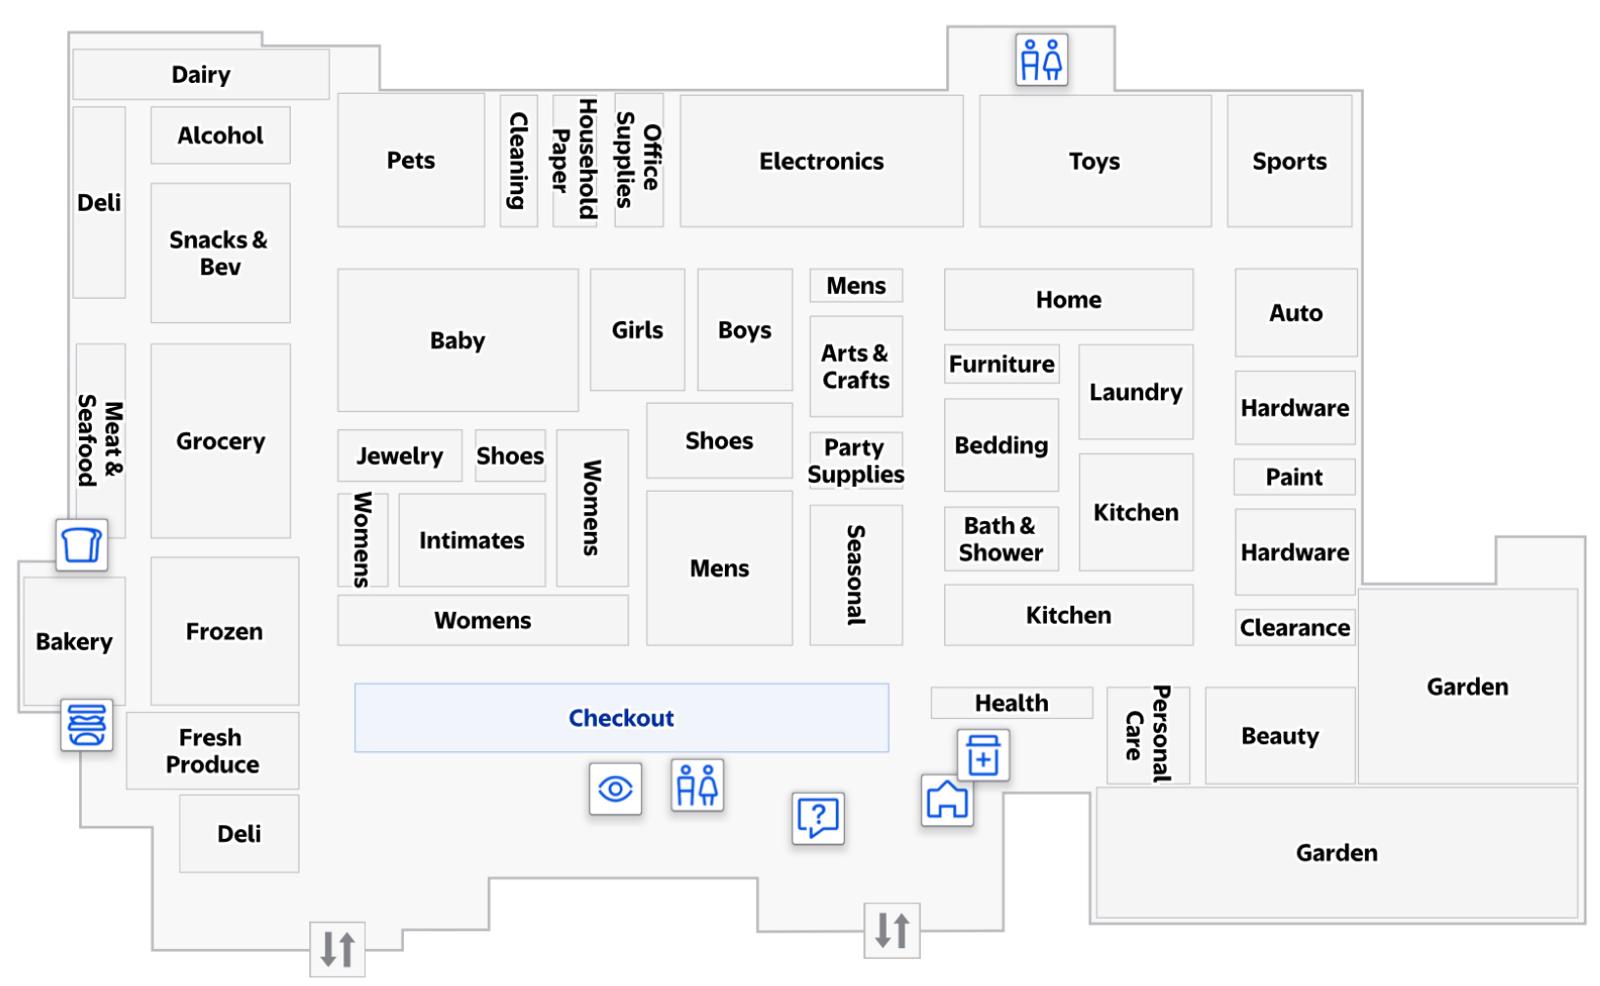 Dairy
Alcohol
Deli
Snacks &
Bev
Pets
Cleaning
Household
Paper
Office
Supplies
Electronics
Toys
Sports
Baby
Girls
Boys
Mens
Arts &
Crafts
Home
Auto
Furniture
Laundry
Hardware
Meat &
Seafood
Grocery
Jewelry
Shoes
Womens
Shoes
Party
Supplies
Bedding
Paint
Womens
Intimates
Mens
Seasonal
Bath &
Shower
Kitchen
Hardware
Bakery
Frozen
Womens
Kitchen
Clearance
Garden
Fresh
Produce
Checkout
Health
Personal
Care
Beauty
?
Deli
Garden